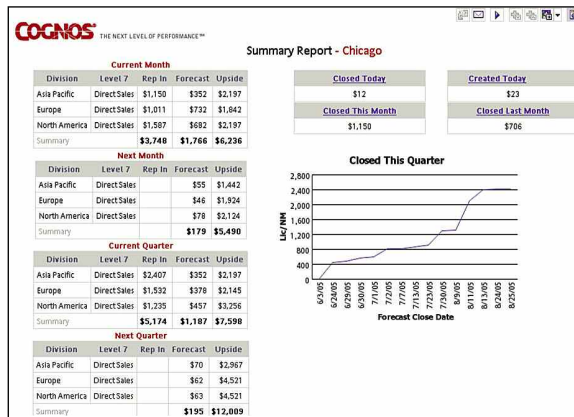 COGNOS® THE NEXT LEVEL OF PERFORMANCE™
Summary Report - Chicago
Current Month
Division Level 7 Rep In Forecast Upside
Asia Pacific Direct Sales $1,150 $352 $2,197
Europe Direct Sales $1,011 $732 $1,842
North America Direct Sales $1,587 $682 $2,197
Summary $3,748 $1,766 $6,236
Next Month
Division Level 7 Rep In Forecast Upside
Asia Pacific Direct Sales $55 $1,442
Europe Direct Sales $46 $1,924
North America Direct Sales $78 $2,124
Summary $179 $5,490
Current Quarter
Division Level 7 Rep In Forecast Upside
Asia Pacific Direct Sales $2,407 $352 $2,197
Europe Direct Sales $1,532 $378 $2,145
North America Direct Sales $1,235 $457 $3,256
Summary $5,174 $1,187 $7,598
Next Quarter
Division Level 7 Rep In Forecast Upside
Asia Pacific Direct Sales $70 $2,967
Europe Direct Sales $62 $4,521
North America Direct Sales $63 $4,521
Summary $195 $12,009
Closed Today
$12
Closed This Month
$1,150
Created Today
$23
Closed Last Month
$706
Closed This Quarter
Lic/NM
2,800
2,400
2,000
1,600
1,200
800
400
0
6/3/05
6/24/05
6/29/05
6/30/05
7/1/05
7/2/05
7/7/05
7/13/05
7/23/05
7/30/05
8/9/05
8/11/05
8/13/05
8/24/05
8/25/05
Forecast Close Date